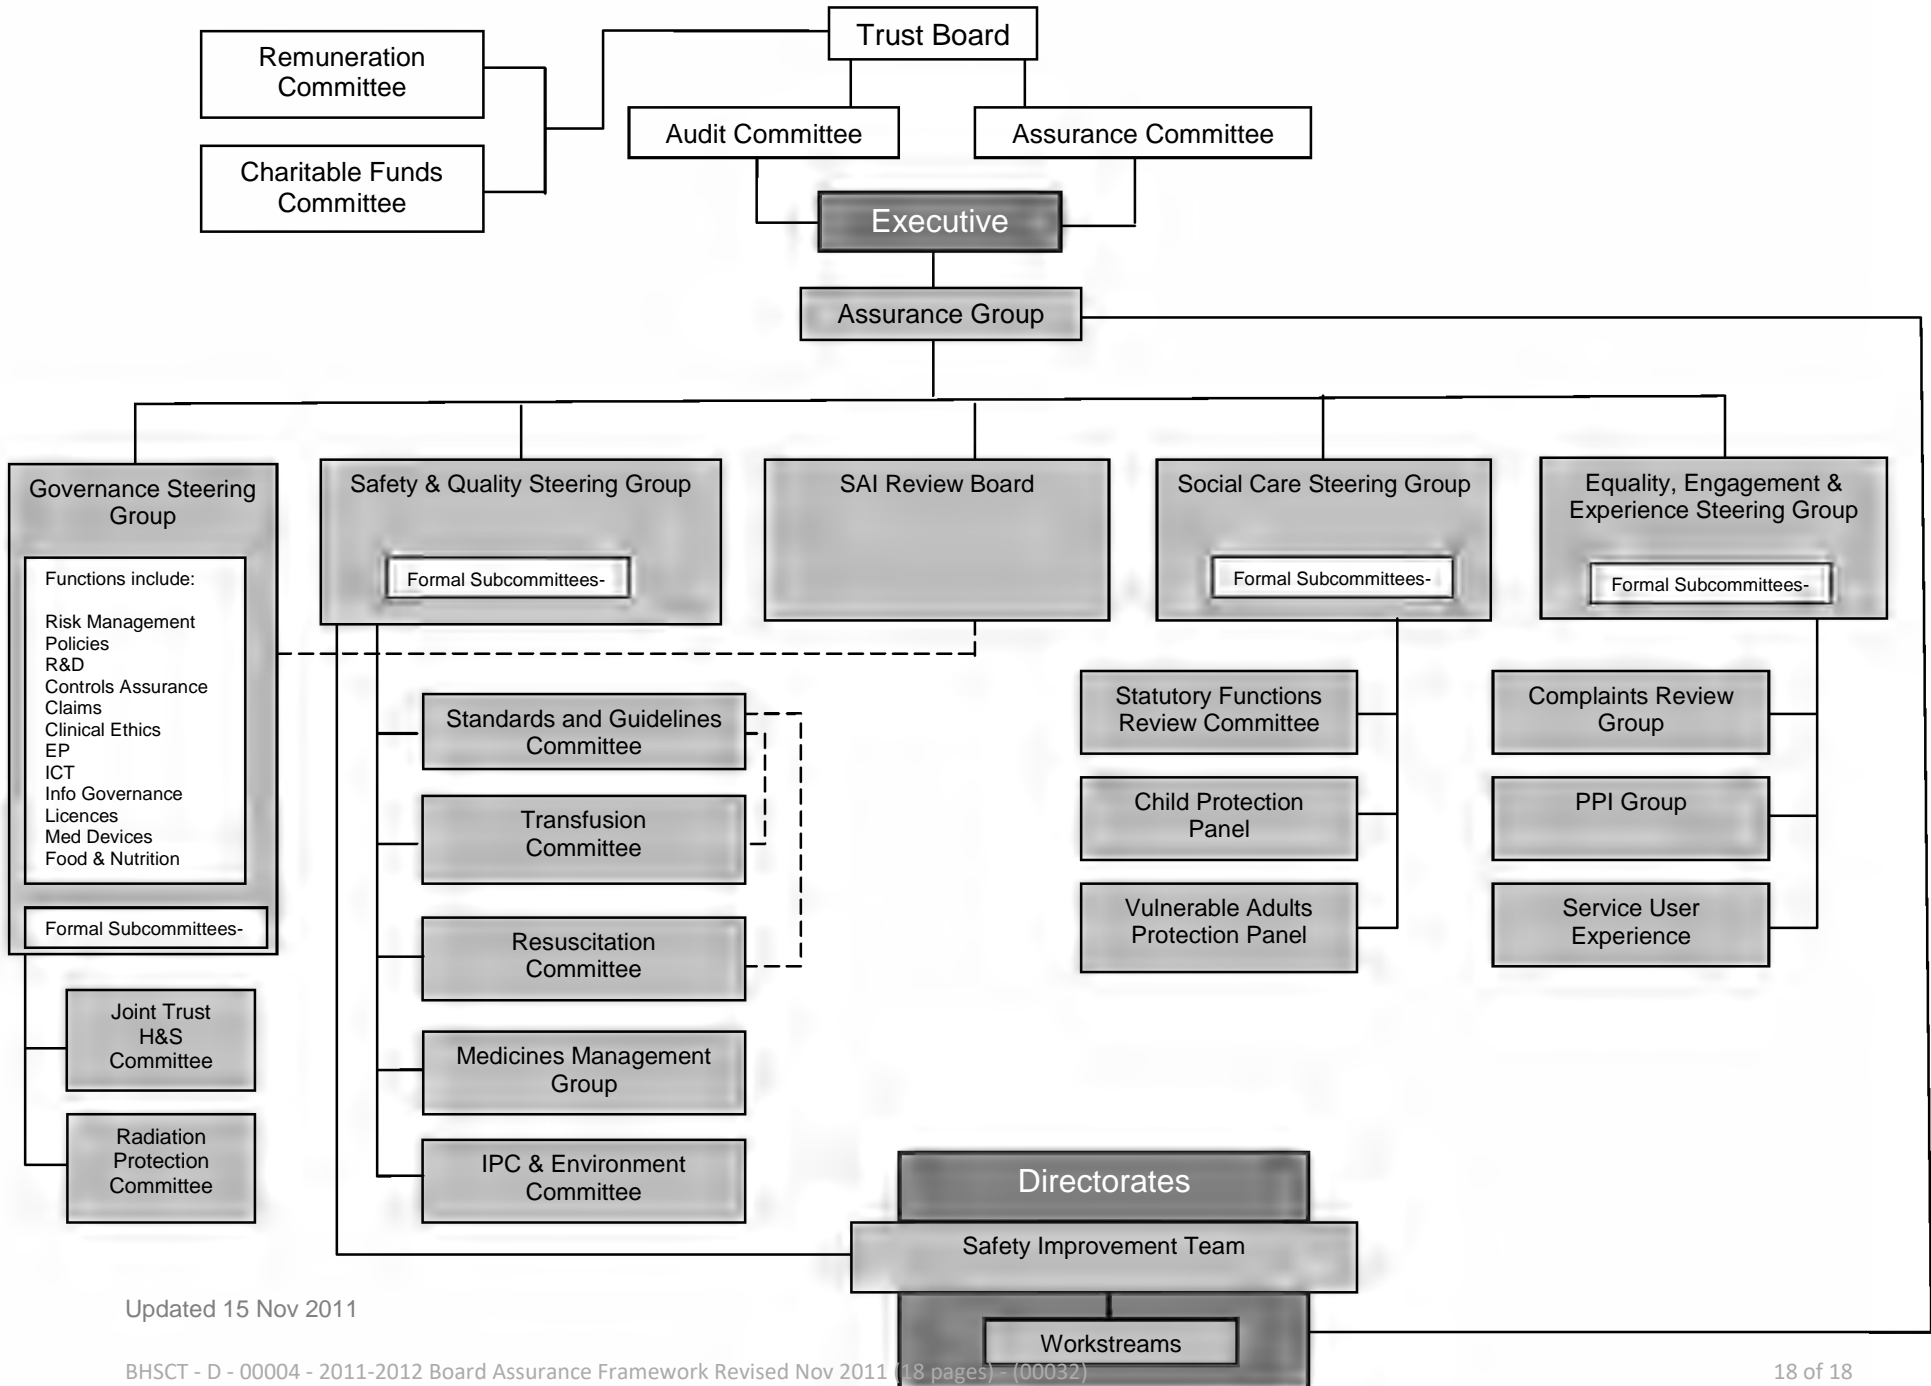 Trust Board
Remuneration
Committee
Charitable Funds
Committee
Audit Committee
Assurance Committee
Executive
Assurance Group
Governance Steering
Group
Functions include:
Risk Management
Policies
R&D
Controls Assurance
Claims
Clinical Ethics
EP
ICT
Info Governance
Licences
Med Devices
Food & Nutrition
Formal Subcommittees-
Joint Trust
H&S
Committee
Radiation
Protection
Committee
Safety & Quality Steering Group
Formal Subcommittees-
Standards and Guidelines
Committee
Transfusion
Committee
Resuscitation
Committee
Medicines Management
Group
IPC & Environment
Committee
SAI Review Board
Social Care Steering Group
Formal Subcommittees-
Statutory Functions
Review Committee
Child Protection
Panel
Vulnerable Adults
Protection Panel
Equality, Engagement &
Experience Steering Group
Formal Subcommittees-
Complaints Review
Group
PPI Group
Service User
Experience
Directorates
Safety Improvement Team
Workstreams
Updated 15 Nov 2011
BHSCT - D - 00004 - 2011-2012 Board Assurance Framework Revised Nov 2011 (18 pages) - (00032)
18 of 18